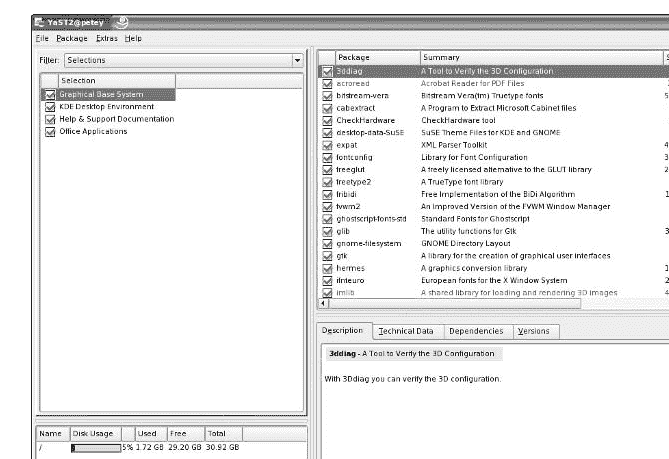 YaST2@petey
File Package Extras Help
Filter: Selections
Selection
Graphical Base System
KDE Desktop Environment
Help & Support Documentation
Office Applications
Name Disk Usage Used Free Total
/ 5% 1.72 GB 29.20 GB 30.92 GB
Package Summary S
3ddiag A Tool to Verify the 3D Configuration
acroread Acrobat Reader for PDF Files
bitstream-vera Bitstream Vera(tm) Truetype fonts 5
cabextract A Program to Extract Microsoft Cabinet files
CheckHardware CheckHardware tool
desktop-data-SuSE SuSE Theme Files for KDE and GNOME
expat XML Parser Toolkit 4
fontconfig Library for Font Configuration 3
freeglut A freely licensed alternative to the GLUT library 2
freetype2 A TrueType font library
fribidi Free Implementation of the BiDi Algorithm 1
fvwm2 An Improved Version of the FVWM Window Manager
ghostscript-fonts-std Standard Fonts for Ghostscript
glib The utility functions for Gtk 3
gnome-filesystem GNOME Directory Layout
gtk A library for the creation of graphical user interfaces
hermes A graphics conversion library 1
ifnteuro European fonts for the X Window System 2
imlib A shared library for loading and rendering 3D images 4
Description Technical Data Dependencies Versions
3ddiag - A Tool to Verify the 3D Configuration
With 3Ddiag you can verify the 3D configuration.